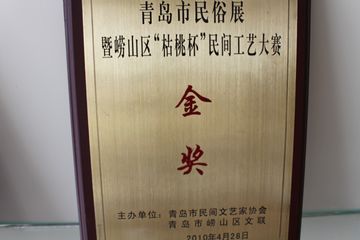 青岛市民俗展
暨崂山区“枯桃杯”民间工艺大赛
金奖
主办单位：青岛市民间文艺家协会
青岛市崂山区文联
2010年4月28日